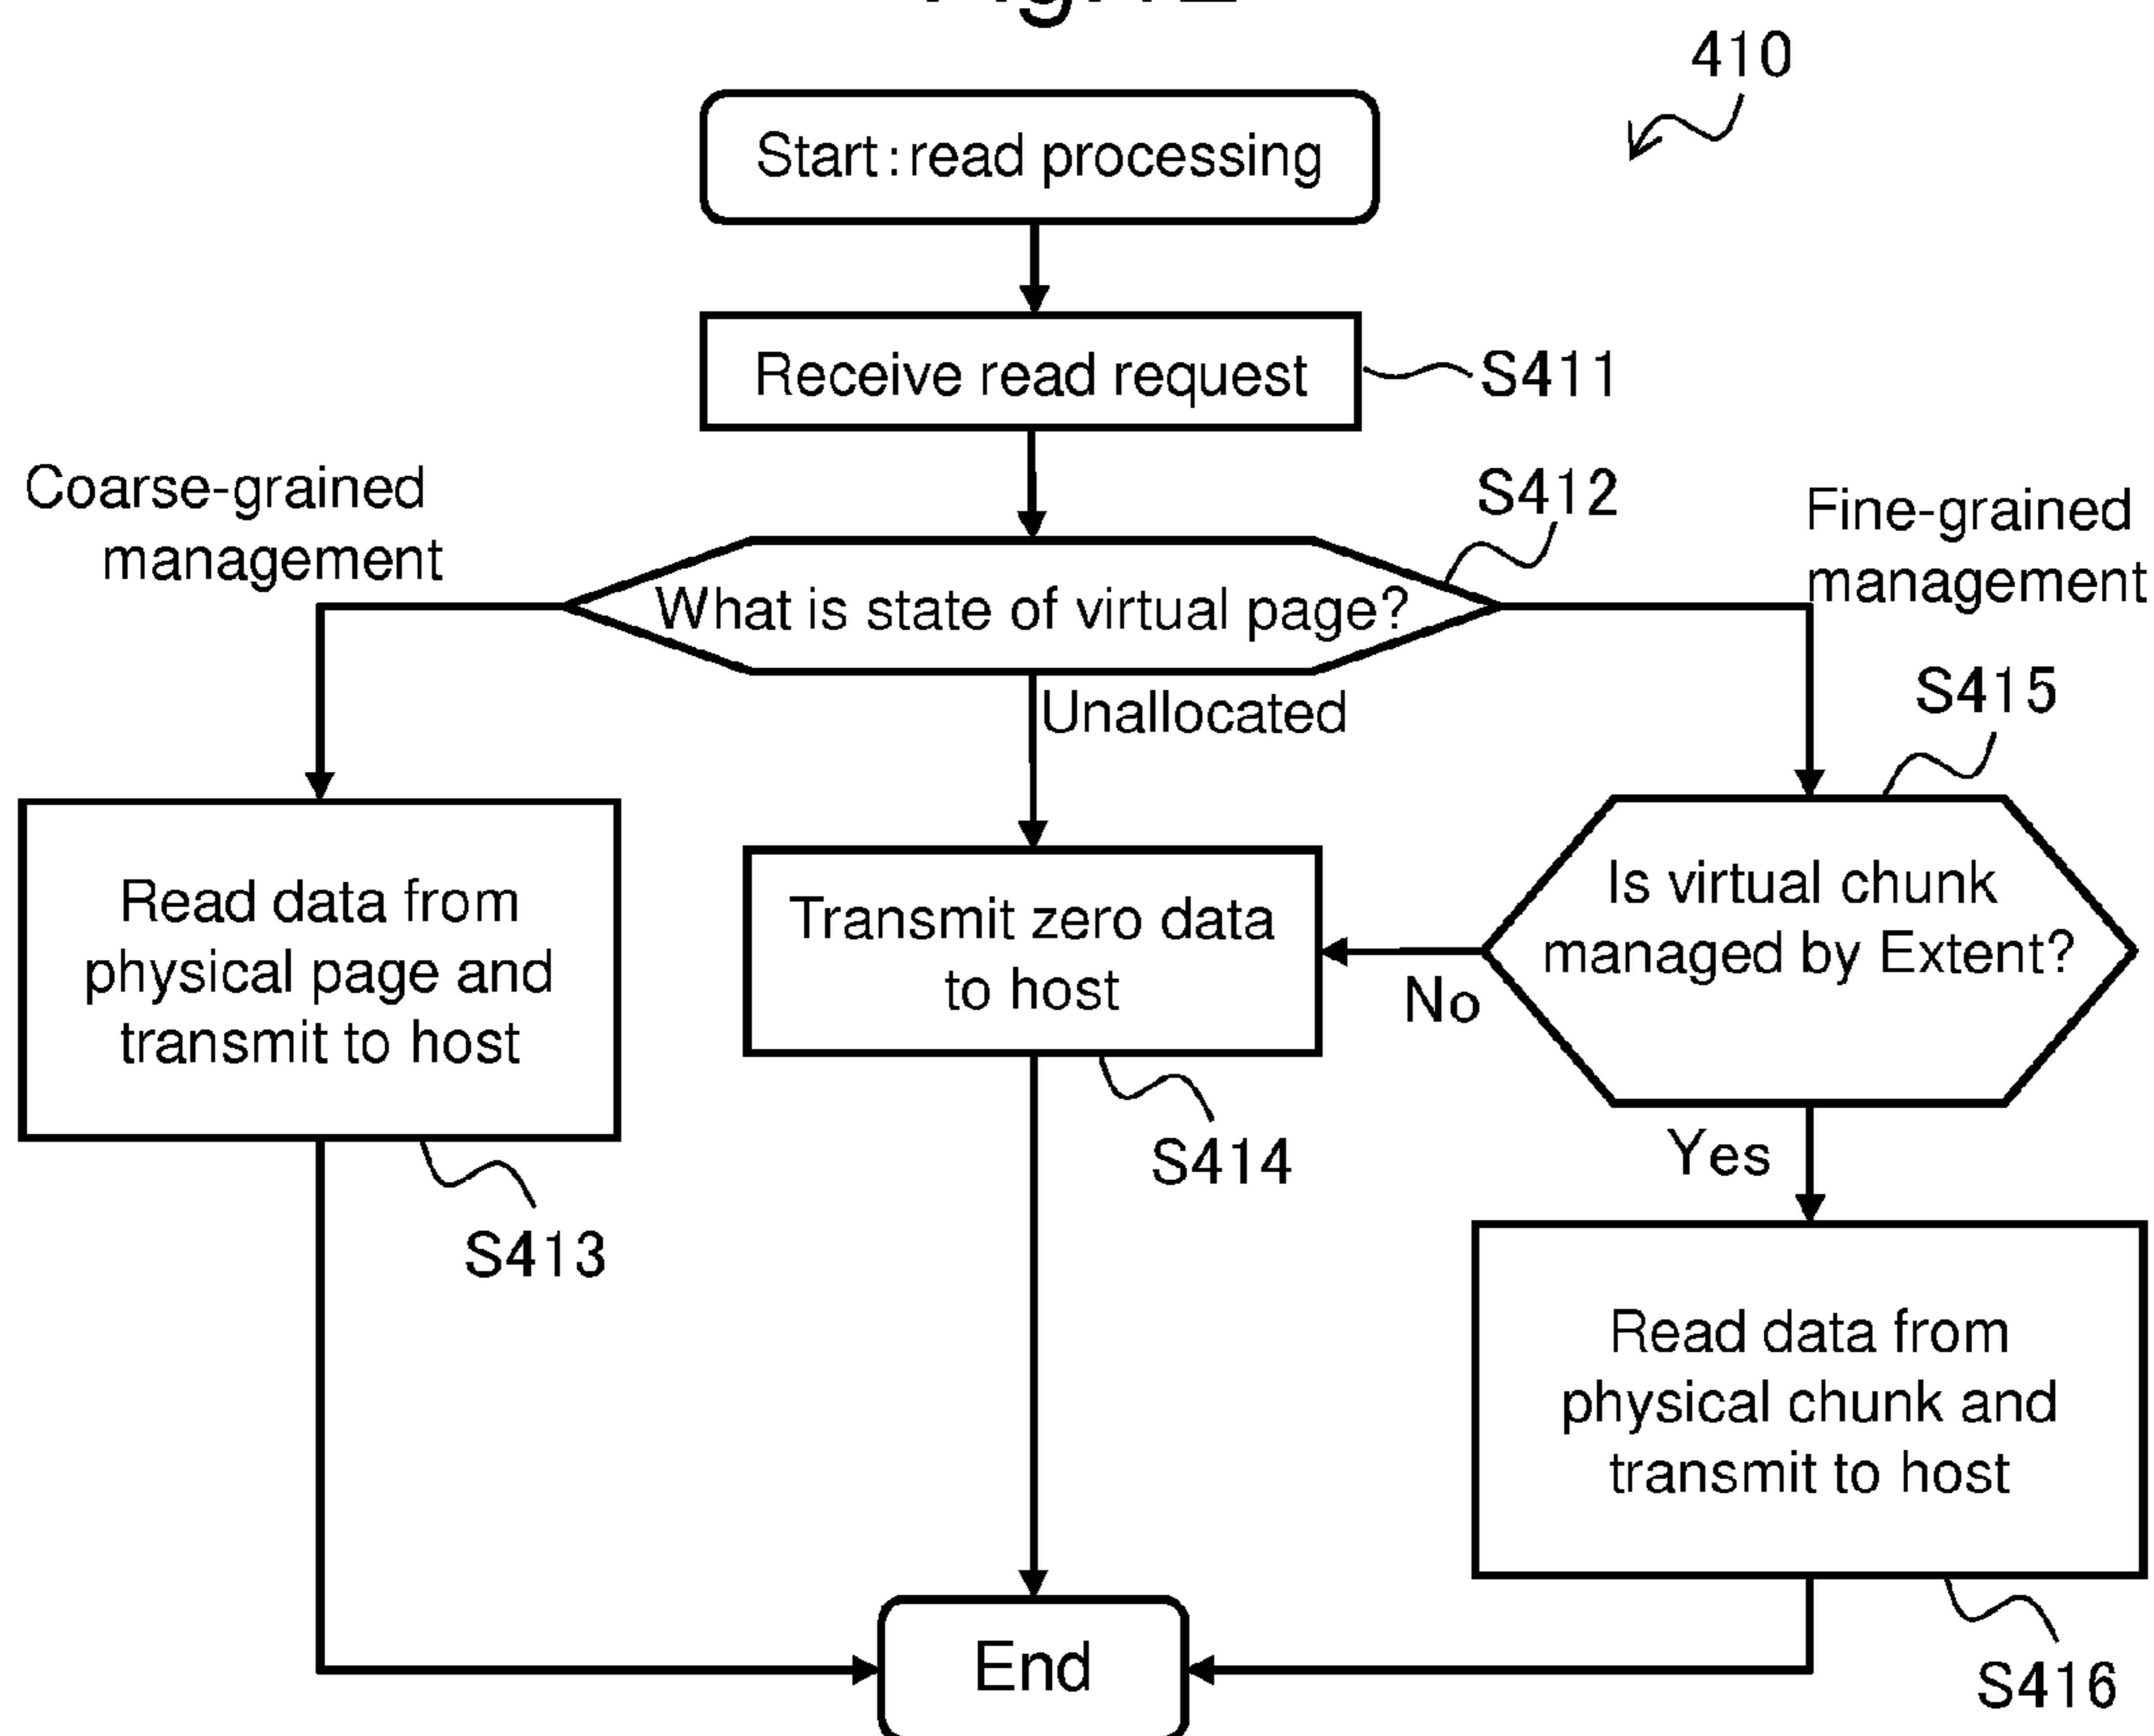 410
Start:read processing
Receive read request
S411
Coarse-grained
management
S412
Fine-grained
management
What is state of virtual page?
Unallocated
S415
Read data from
physical page and
transmit to host
Transmit zero data
to host
Is virtual chunk
managed by Extent?
No
Yes
S413
S414
Read data from
physical chunk and
transmit to host
End
S416